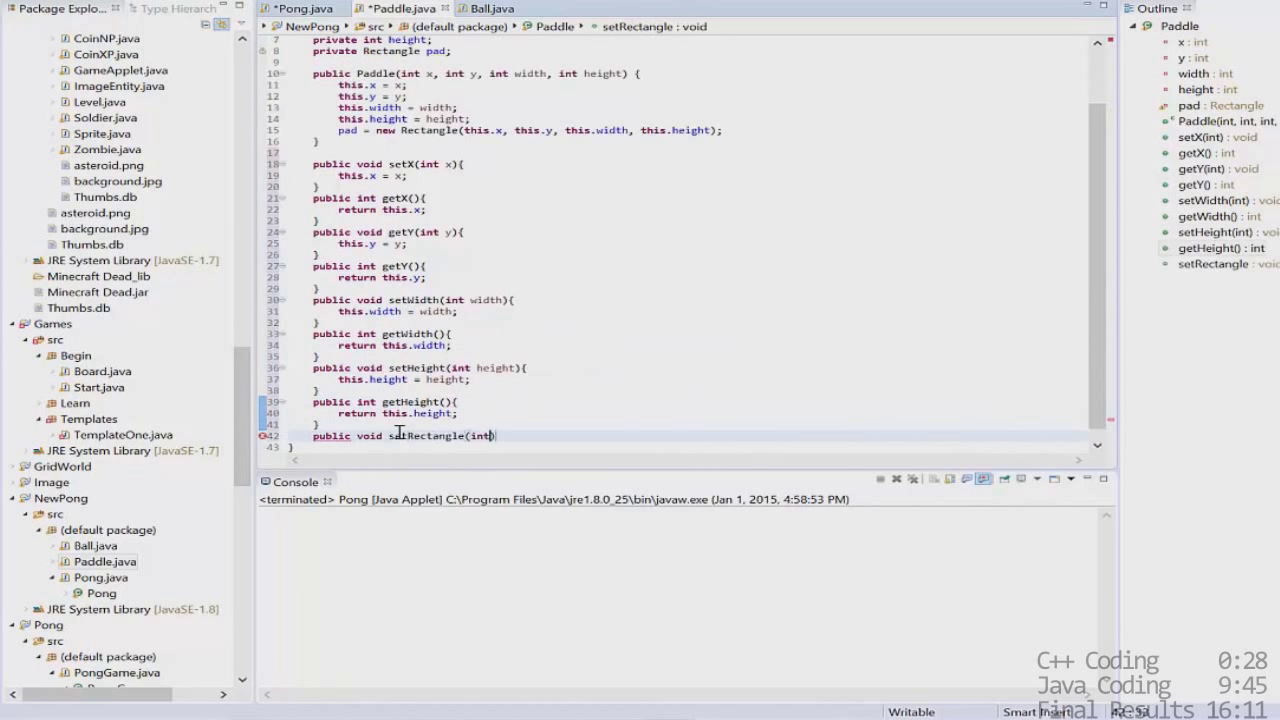 Package Explo...
Type Hierarch
*Pong.java
*Paddle.java
Ball.java
Outline
NewPong
src
(default package)
Paddle
setRectangle : void
CoinNP.java
CoinXP.java
GameApplet.java
ImageEntity.java
Level.java
Soldier.java
Sprite.java
Zombie.java
asteroid.png
background.jpg
Thumbs.db
asteroid.png
background.jpg
Thumbs.db
JRE System Library [JavaSE-1.7]
Minecraft Dead_lib
Minecraft Dead.jar
Thumbs.db
Games
src
Begin
Board.java
Start.java
Learn
Templates
TemplateOne.java
JRE System Library [JavaSE-1.7]
GridWorld
Image
NewPong
src
(default package)
Ball.java
Paddle.java
Pong.java
Pong
JRE System Library [JavaSE-1.8]
Pong
src
(default package)
PongGame.java
7 private int height;
8 private Rectangle pad;
9
10 public Paddle(int x, int y, int width, int height) {
11 this.x = x;
12 this.y = y;
13 this.width = width;
14 this.height = height;
15 pad = new Rectangle(this.x, this.y, this.width, this.height);
16 }
17
18 public void setX(int x){
19 this.x = x;
20 }
21 public int getX(){
22 return this.x;
23 }
24 public void getY(int y){
25 this.y = y;
26 }
27 public int getY(){
28 return this.y;
29 }
30 public void setWidth(int width){
31 this.width = width;
32 }
33 public int getWidth(){
34 return this.width;
35 }
36 public void setHeight(int height){
37 this.height = height;
38 }
39 public int getHeight(){
40 return this.height;
41 }
42 public void setRectangle(int)
43 }
Paddle
x : int
y : int
width : int
height : int
pad : Rectangle
Paddle(int, int, int,
setX(int) : void
getX() : int
getY(int) : void
getY() : int
setWidth(int) : void
getWidth() : int
setHeight(int) : void
getHeight() : int
setRectangle : void
Console
<terminated> Pong [Java Applet] C:\Program Files\Java\jre1.8.0_25\bin\javaw.exe (Jan 1, 2015, 4:58:53 PM)
C++ Coding 0:28
Java Coding 9:45
Final Results 16:11
Writable
Smart Insert